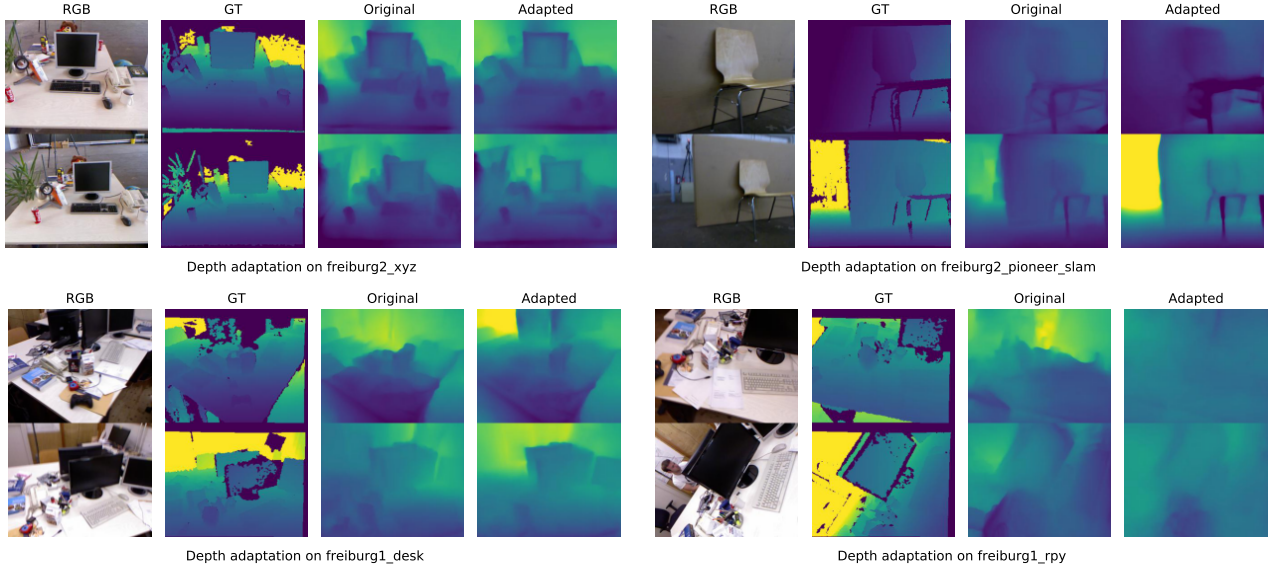 RGB GT Original Adapted
RGB GT Original Adapted
Depth adaptation on freiburg2_xyz
Depth adaptation on freiburg2_pioneer_slam
RGB GT Original Adapted
RGB GT Original Adapted
Depth adaptation on freiburg1_desk
Depth adaptation on freiburg1_rpy